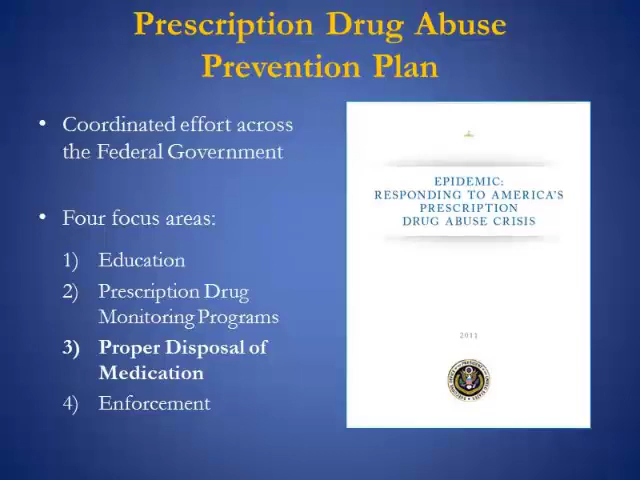 Prescription Drug Abuse
Prevention Plan
• Coordinated effort across
the Federal Government
• Four focus areas:
1) Education
2) Prescription Drug
Monitoring Programs
3) Proper Disposal of
Medication
4) Enforcement
EPIDEMIC:
RESPONDING TO AMERICA'S
PRESCRIPTION
DRUG ABUSE CRISIS
2011